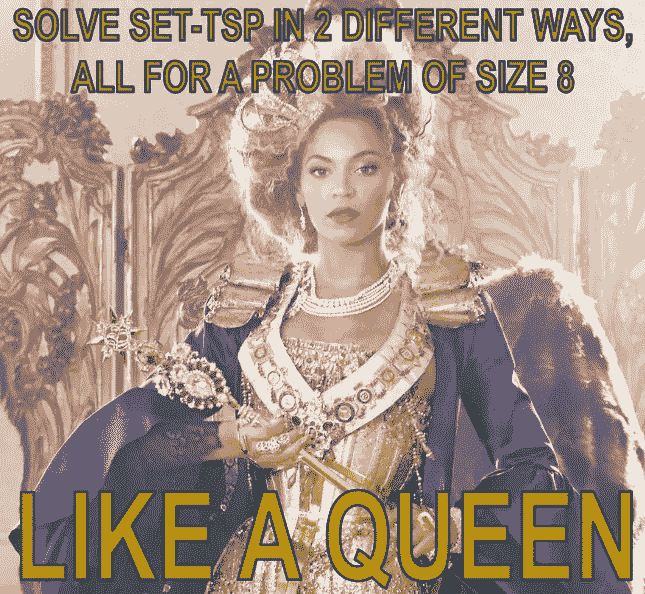 SOLVE SET-TSP IN 2 DIFFERENT WAYS,
ALL FOR A PROBLEM OF SIZE 8
LIKE A QUEEN